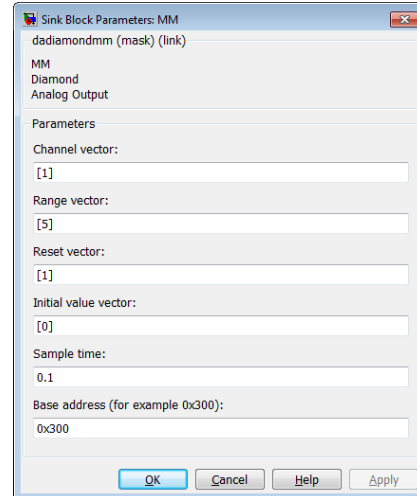 Sink Block Parameters: MM
dadiamondmm (mask) (link)
MM
Diamond
Analog Output
Parameters
Channel vector:
[1]
Range vector:
[5]
Reset vector:
[1]
Initial value vector:
[0]
Sample time:
0.1
Base address (for example 0x300):
0x300
OK Cancel Help Apply